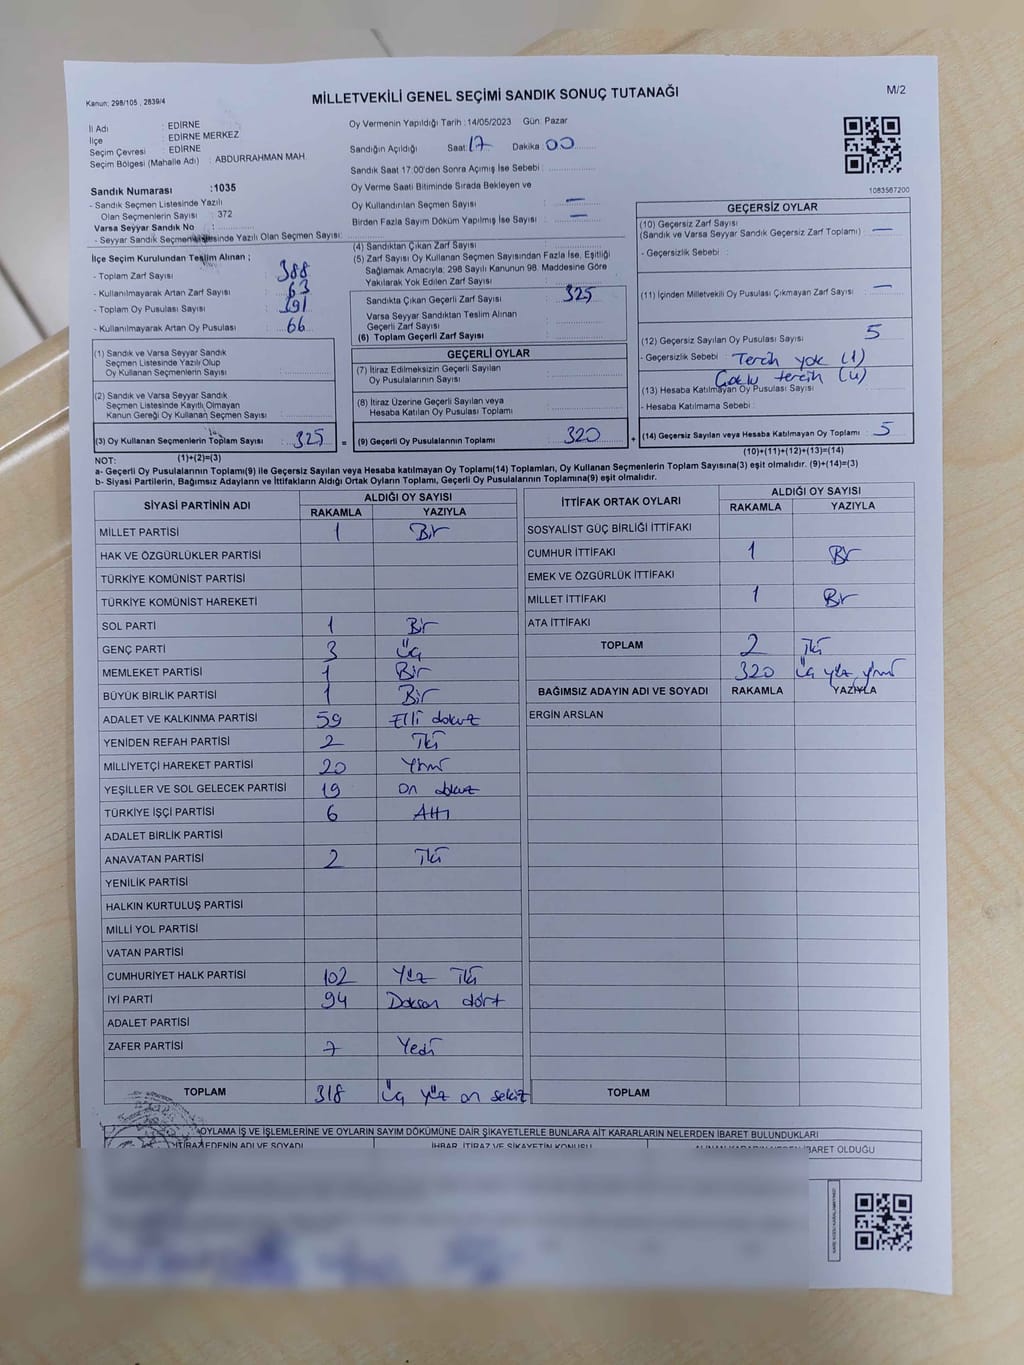 Kanun; 298/105 , 2839/4
MİLLETVEKİLİ GENEL SEÇİMİ SANDIK SONUÇ TUTANAĞI
M/2
İl Adı : EDİRNE
İlçe : EDİRNE MERKEZ
Seçim Çevresi : EDİRNE
Seçim Bölgesi (Mahalle Adı) : ABDURRAHMAN MAH.
Oy Vermenin Yapıldığı Tarih : 14/05/2023 Gün: Pazar
Sandığın Açıldığı Saat: 17 Dakika: 00
Sandık Saat 17:00'den Sonra Açımış İse Sebebi :
Oy Verme Saati Bitiminde Sırada Bekleyen ve
Oy Kullandırılan Seçmen Sayısı : —
Birden Fazla Sayım Döküm Yapılmış İse Sayısı : —
1083567200
Sandık Numarası :1035
- Sandık Seçmen Listesinde Yazılı
Olan Seçmenlerin Sayısı : 372
Varsa Seyyar Sandık No :
- Seyyar Sandık Seçmen Listesinde Yazılı Olan Seçmen Sayısı:
İlçe Seçim Kurulundan Teslim Alınan ;
- Toplam Zarf Sayısı : 388
- Kullanılmayarak Artan Zarf Sayısı : 63
- Toplam Oy Pusulası Sayısı : 391
- Kullanılmayarak Artan Oy Pusulası : 66
(1) Sandık ve Varsa Seyyar Sandık
Seçmen Listesinde Yazılı Olup
Oy Kullanan Seçmenlerin Sayısı :
(2) Sandık ve Varsa Seyyar Sandık
Seçmen Listesinde Kayıtlı Olmayan
Kanun Gereği Oy Kullanan Seçmen Sayısı :
(3) Oy Kullanan Seçmenlerin Toplam Sayısı : 325 =
(1)+(2)=(3)
(4) Sandıktan Çıkan Zarf Sayısı :
(5) Zarf Sayısı Oy Kullanan Seçmen Sayısından Fazla İse, Eşitliği
Sağlamak Amacıyla; 298 Sayılı Kanunun 98. Maddesine Göre
Yakılarak Yok Edilen Zarf Sayısı :
Sandıkta Çıkan Geçerli Zarf Sayısı : 325
Varsa Seyyar Sandıktan Teslim Alınan
Geçerli Zarf Sayısı :
(6) Toplam Geçerli Zarf Sayısı :
GEÇERLİ OYLAR
(7) İtiraz Edilmeksizin Geçerli Sayılan
Oy Pusulalarının Sayısı :
(8) İtiraz Üzerine Geçerli Sayılan veya
Hesaba Katılan Oy Pusulası Toplamı :
(9) Geçerli Oy Pusulalarının Toplamı : 320 +
GEÇERSİZ OYLAR
(10) Geçersiz Zarf Sayısı
(Sandık ve Varsa Seyyar Sandık Geçersiz Zarf Toplamı) : —
- Geçersizlik Sebebi :
(11) İçinden Milletvekili Oy Pusulası Çıkmayan Zarf Sayısı : —
(12) Geçersiz Sayılan Oy Pusulası Sayısı : 5
- Geçersizlik Sebebi : Tercih yok (1)
Çoklu tercih (4)
(13) Hesaba Katılmayan Oy Pusulası Sayısı :
- Hesaba Katılmama Sebebi :
(14) Geçersiz Sayılan veya Hesaba Katılmayan Oy Toplamı : 5
(10)+(11)+(12)+(13)=(14)
NOT:
a- Geçerli Oy Pusulalarının Toplamı(9) ile Geçersiz Sayılan veya Hesaba katılmayan Oy Toplamı(14) Toplamları, Oy Kullanan Seçmenlerin Toplam Sayısına(3) eşit olmalıdır. (9)+(14)=(3)
b- Siyasi Partilerin, Bağımsız Adayların ve İttifakların Aldığı Ortak Oyların Toplamı, Geçerli Oy Pusulalarının Toplamına(9) eşit olmalıdır.
SİYASİ PARTİNİN ADI ALDIĞI OY SAYISI
RAKAMLA YAZIYLA
MİLLET PARTİSİ 1 Bir
HAK VE ÖZGÜRLÜKLER PARTİSİ
TÜRKİYE KOMÜNİST PARTİSİ
TÜRKİYE KOMÜNİST HAREKETİ
SOL PARTİ 1 Bir
GENÇ PARTİ 3 Üç
MEMLEKET PARTİSİ 1 Bir
BÜYÜK BİRLİK PARTİSİ 1 Bir
ADALET VE KALKINMA PARTİSİ 59 Elli dokuz
YENİDEN REFAH PARTİSİ 2 İki
MİLLİYETÇİ HAREKET PARTİSİ 20 Yirmi
YEŞİLLER VE SOL GELECEK PARTİSİ 19 On dokuz
TÜRKİYE İŞÇİ PARTİSİ 6 Altı
ADALET BİRLİK PARTİSİ
ANAVATAN PARTİSİ 2 İki
YENİLİK PARTİSİ
HALKIN KURTULUŞ PARTİSİ
MİLLİ YOL PARTİSİ
VATAN PARTİSİ
CUMHURİYET HALK PARTİSİ 102 Yüz İki
İYİ PARTİ 94 Doksan dört
ADALET PARTİSİ
ZAFER PARTİSİ 7 Yedi
TOPLAM 318 Üç yüz on sekiz
İTTİFAK ORTAK OYLARI ALDIĞI OY SAYISI
RAKAMLA YAZIYLA
SOSYALİST GÜÇ BİRLİĞİ İTTİFAKI
CUMHUR İTTİFAKI 1 Bir
EMEK VE ÖZGÜRLÜK İTTİFAKI
MİLLET İTTİFAKI 1 Bir
ATA İTTİFAKI
TOPLAM 2 İki
320 Üç yüz yirmi
BAĞIMSIZ ADAYIN ADI VE SOYADI RAKAMLA YAZIYLA
ERGİN ARSLAN
TOPLAM
OYLAMA İŞ VE İŞLEMLERİNE VE OYLARIN SAYIM DÖKÜMÜNE DAİR ŞİKAYETLERLE BUNLARA AİT KARARLARIN NELERDEN İBARET BULUNDUKLARI
İTİRAZ EDENİN ADI VE SOYADI İHBAR, İTİRAZ VE ŞİKAYETİN KONUSU ALINAN KARARIN NEDEN İBARET OLDUĞU